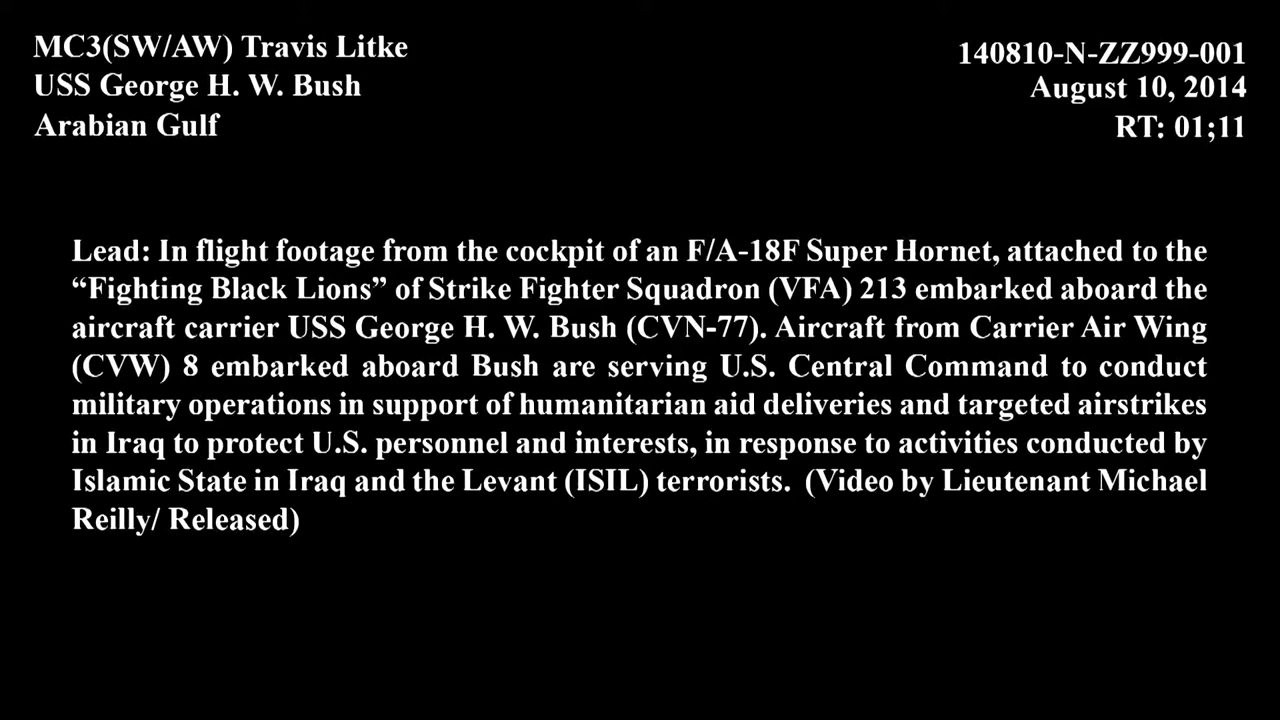 MC3(SW/AW) Travis Litke
USS George H. W. Bush
Arabian Gulf
140810-N-ZZ999-001
August 10, 2014
RT: 01;11
Lead: In flight footage from the cockpit of an F/A-18F Super Hornet, attached to the
“Fighting Black Lions” of Strike Fighter Squadron (VFA) 213 embarked aboard the
aircraft carrier USS George H. W. Bush (CVN-77). Aircraft from Carrier Air Wing
(CVW) 8 embarked aboard Bush are serving U.S. Central Command to conduct
military operations in support of humanitarian aid deliveries and targeted airstrikes
in Iraq to protect U.S. personnel and interests, in response to activities conducted by
Islamic State in Iraq and the Levant (ISIL) terrorists.  (Video by Lieutenant Michael
Reilly/ Released)